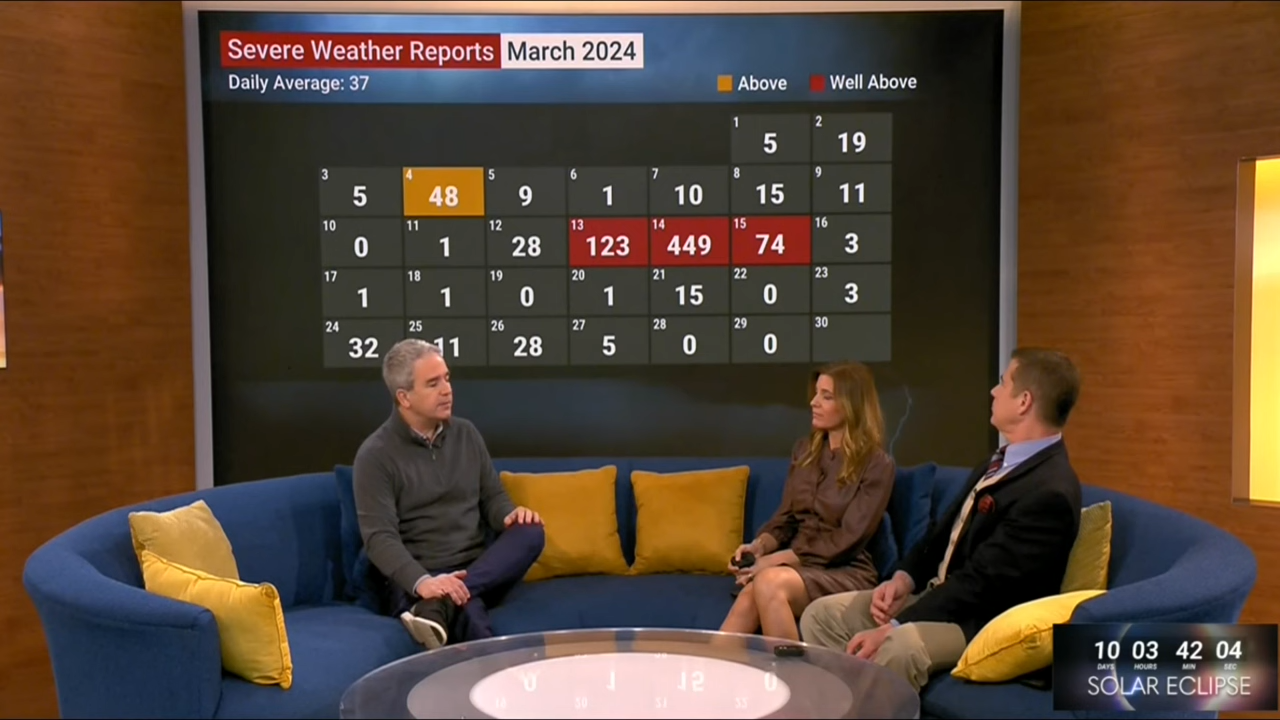 Severe Weather Reports March 2024
Daily Average: 37
Above Well Above
1 5 2 19
3 5 4 48 5 9 6 1 7 10 8 15 9 11
10 0 11 1 12 28 13 123 14 449 15 74 16 3
17 1 18 1 19 0 20 1 21 15 22 0 23 3
24 32 25 11 26 28 27 5 28 0 29 0 30
10 03 42 04
DAYS HOURS MIN SEC
SOLAR ECLIPSE